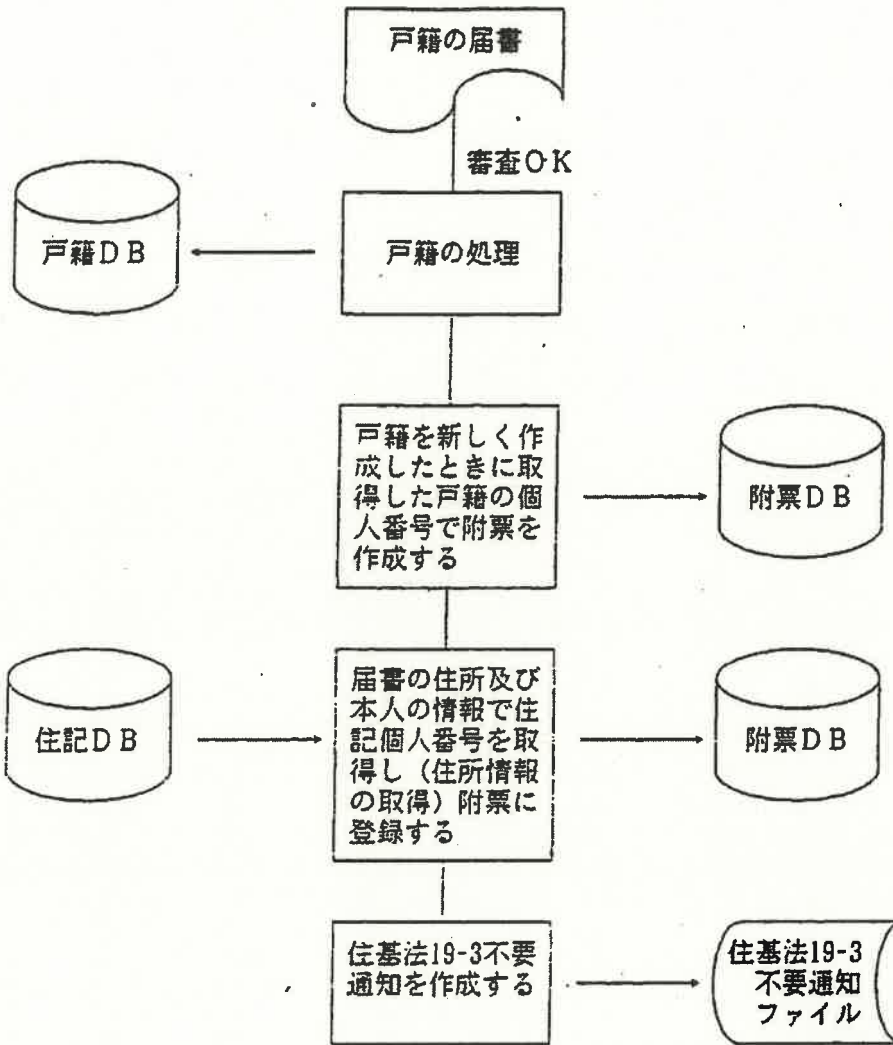 戸籍の届書
審査OK
戸籍DB
戸籍の処理
戸籍を新しく作
成したときに取
得した戸籍の個
人番号で附票を
作成する
附票DB
住記DB
届書の住所及び
本人の情報で住
記個人番号を取
得し（住所情報
の取得）附票に
登録する
附票DB
住基法19-3不要
通知を作成する
住基法19-3
不要通知
ファイル